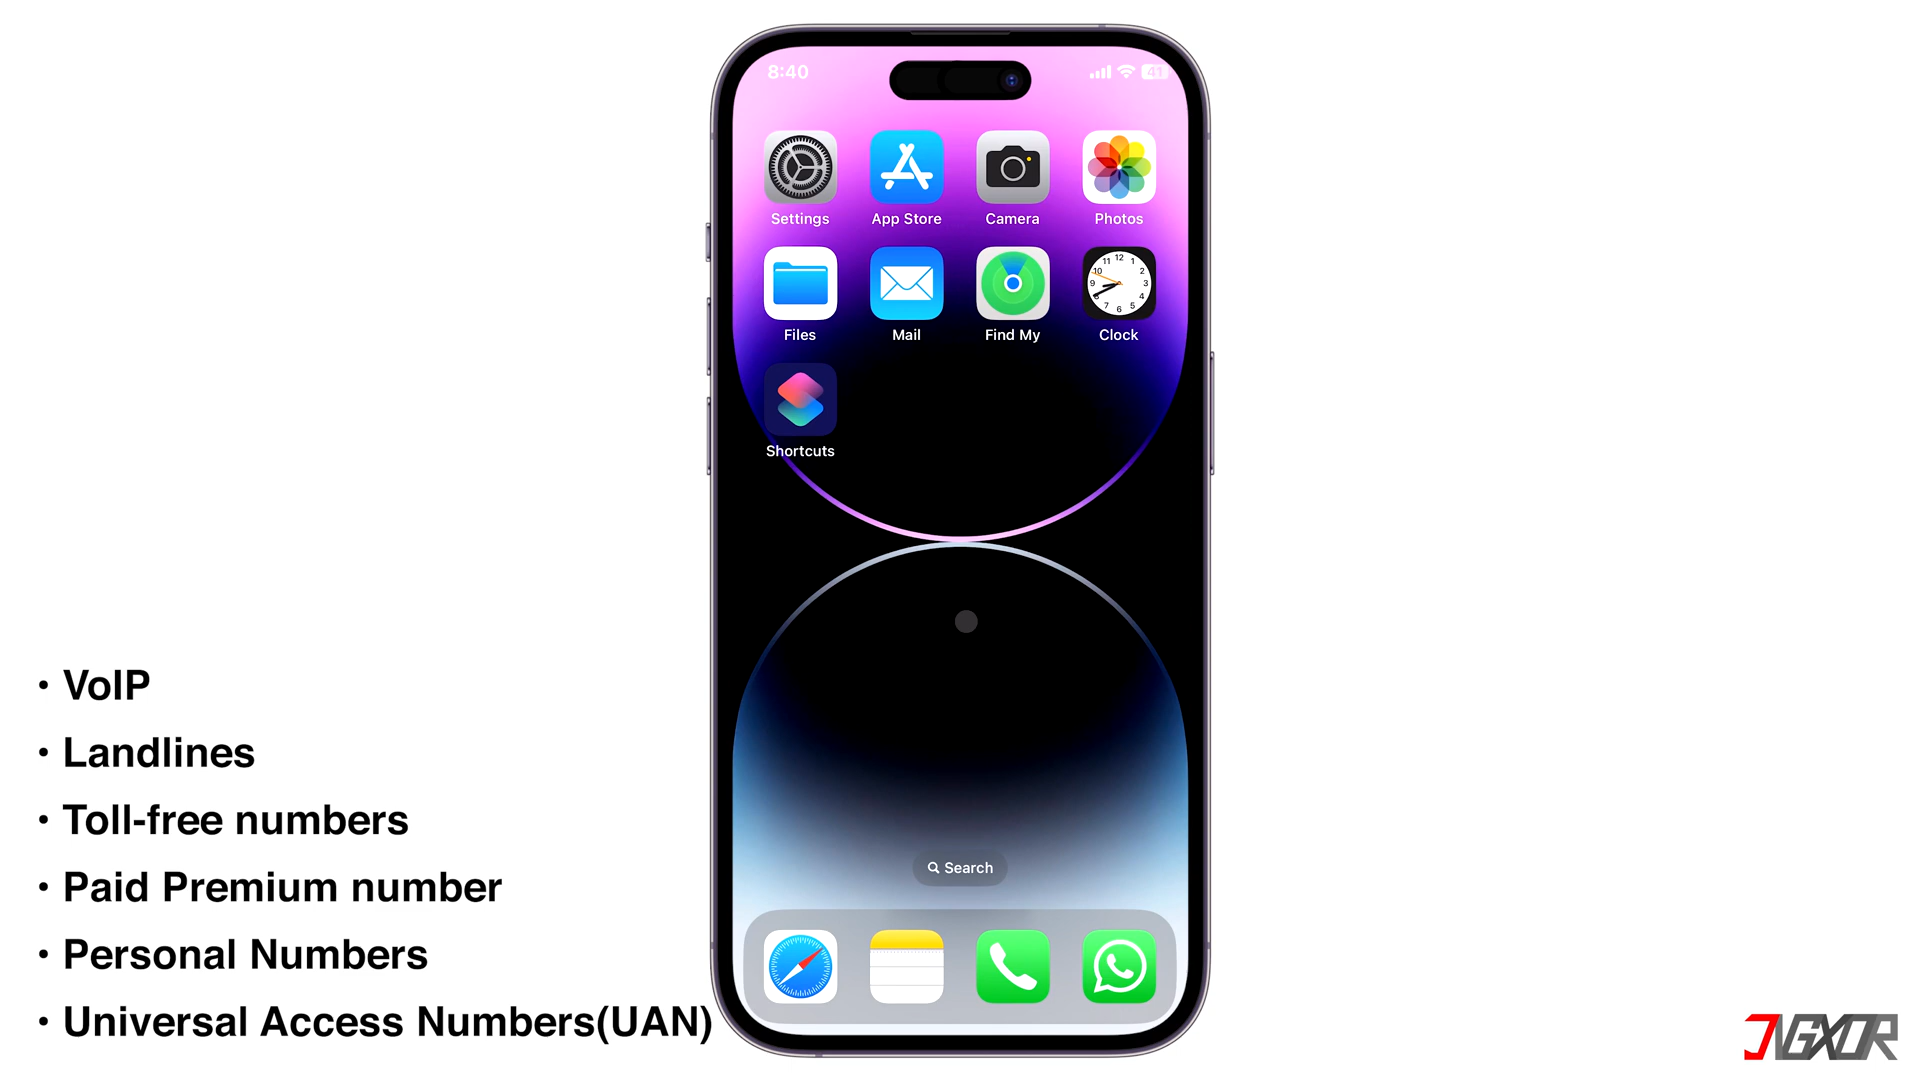 8:40
41
Settings
App Store
Camera
Photos
Files
Mail
Find My
Clock
Shortcuts
Search
• VoIP
• Landlines
• Toll-free numbers
• Paid Premium number
• Personal Numbers
• Universal Access Numbers(UAN)